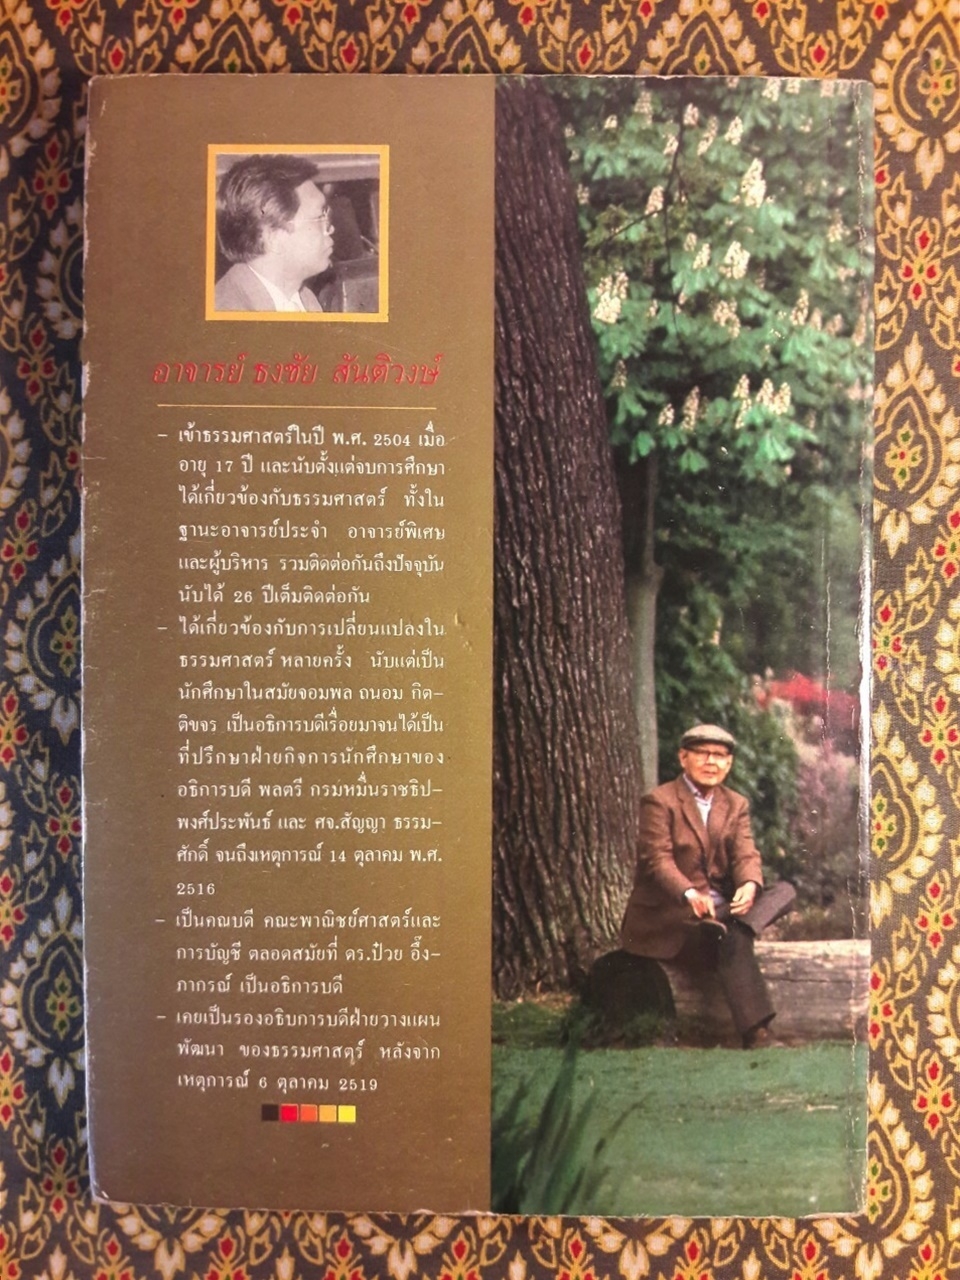 อาจารย์ ธงชัย สันติวงษ์
– เข้าธรรมศาสตร์ในปี พ.ศ. 2504 เมื่อ
อายุ 17 ปี และนับตั้งแต่จบการศึกษา
ได้เกี่ยวข้องกับธรรมศาสตร์ ทั้งใน
ฐานะอาจารย์ประจำ อาจารย์พิเศษ
และผู้บริหาร รวมติดต่อกันถึงปัจจุบัน
นับได้ 26 ปีเต็มติดต่อกัน
– ได้เกี่ยวข้องกับการเปลี่ยนแปลงใน
ธรรมศาสตร์ หลายครั้ง นับแต่เป็น
นักศึกษาในสมัยจอมพล ถนอม กิต–
ติขจร เป็นอธิการบดีเรื่อยมาจนได้เป็น
ที่ปรึกษาฝ่ายกิจการนักศึกษาของ
อธิการบดี พลตรี กรมหมื่นราชธิป–
พงศ์ประพันธ์ และ ศจ.สัญญา ธรรม–
ศักดิ์ จนถึงเหตุการณ์ 14 ตุลาคม พ.ศ.
2516
– เป็นคณบดี คณะพาณิชย์ศาสตร์และ
การบัญชี ตลอดสมัยที่ ดร.ป๋วย อึ๊ง–
ภากรณ์ เป็นอธิการบดี
– เคยเป็นรองอธิบการบดีฝ่ายวางแผน
พัฒนา ของธรรมศาสตร์ หลังจาก
เหตุการณ์ 6 ตุลาคม 2519